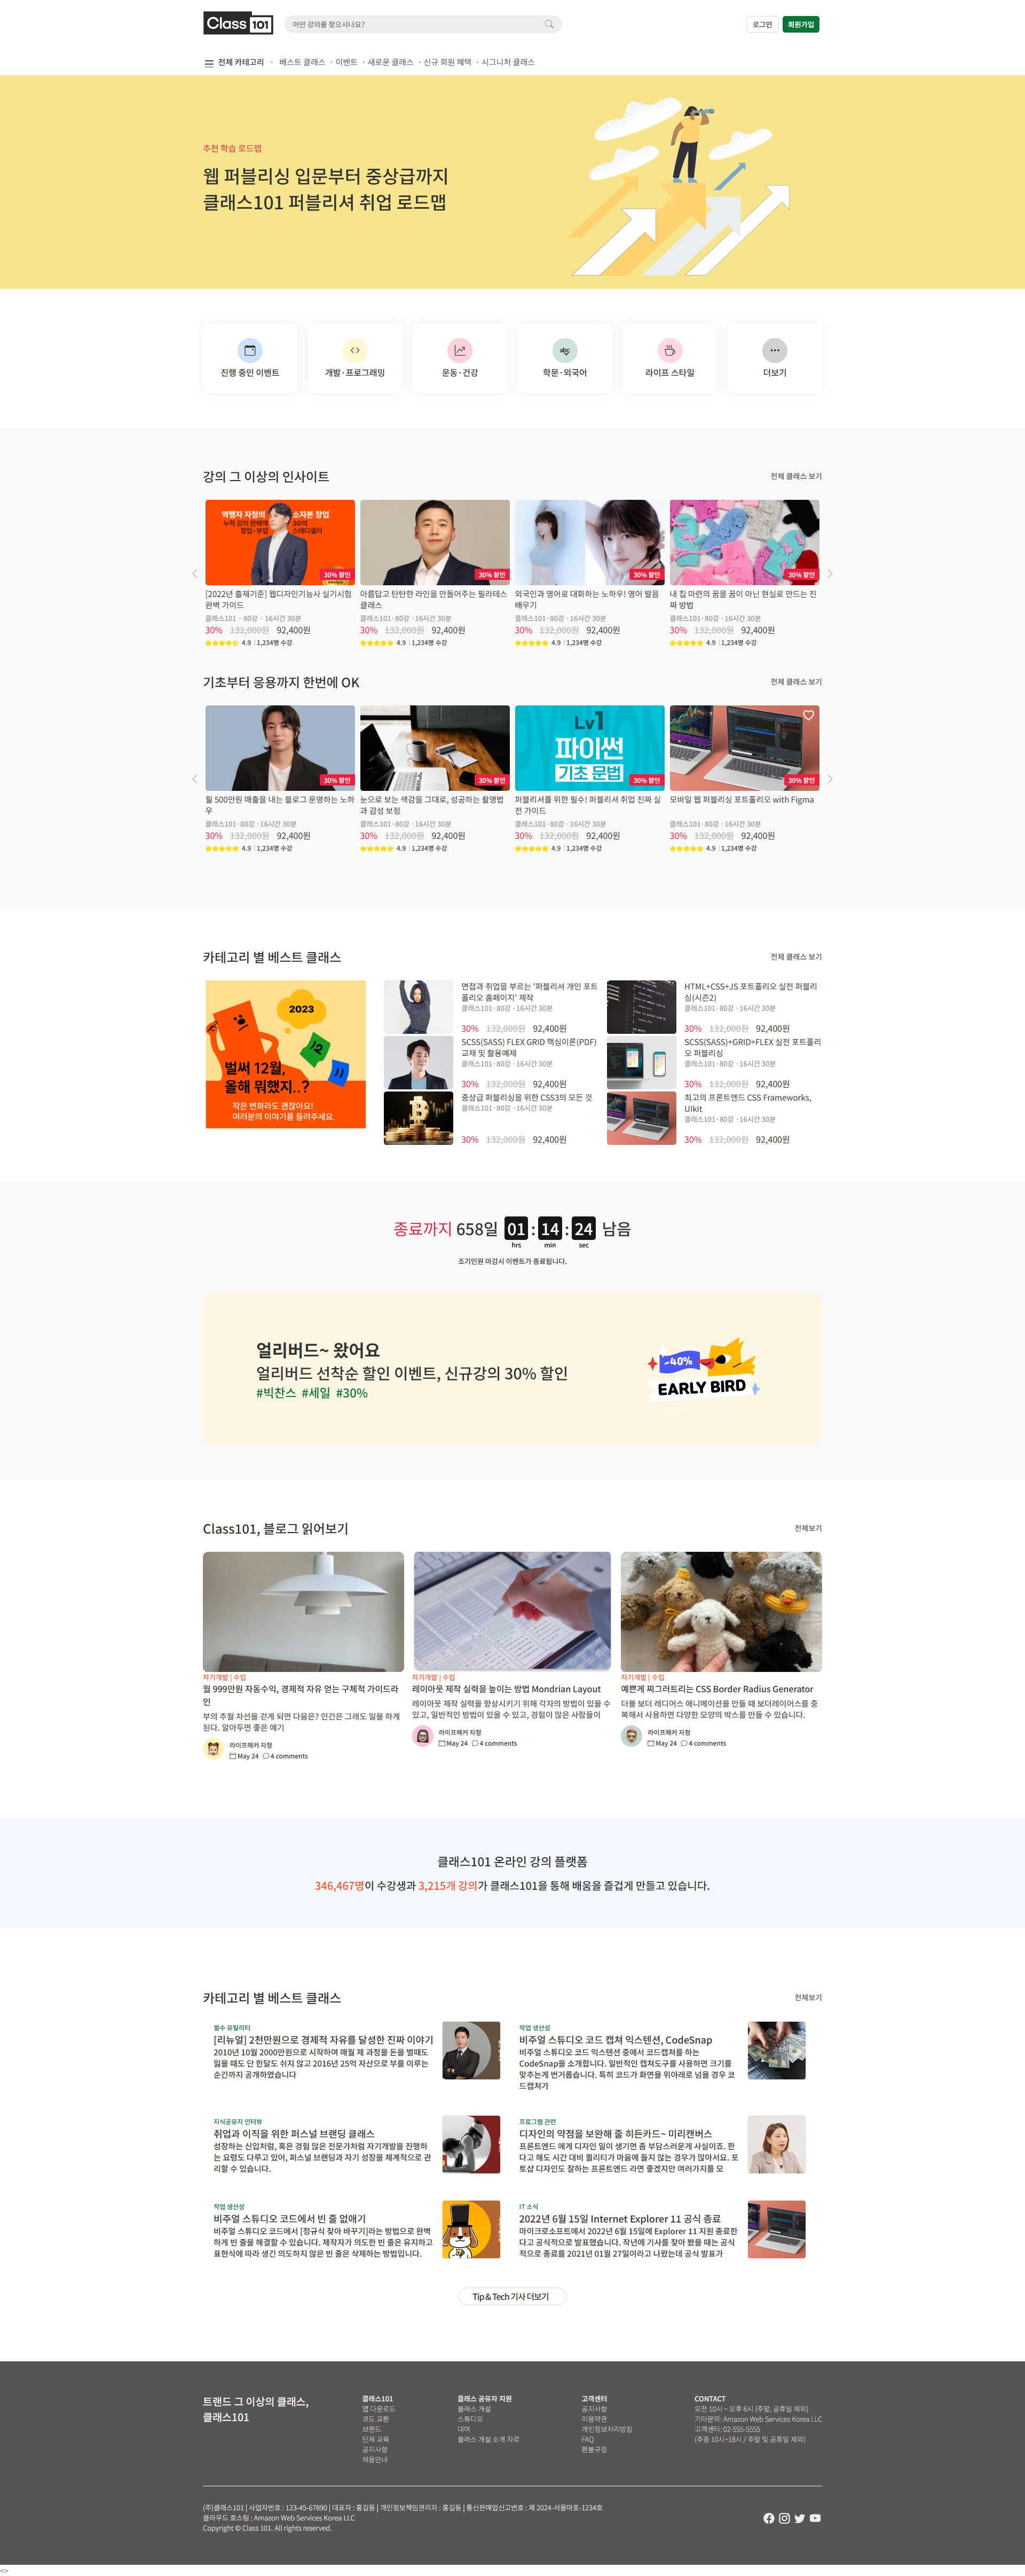 Class 101
어떤 강의를 찾으시나요?
로그인
회원가입
전체 카테고리 · 베스트 클래스 · 이벤트 · 새로운 클래스 · 신규 회원 혜택 · 시그니처 클래스
추천 학습 로드맵
웹 퍼블리싱 입문부터 중상급까지
클래스101 퍼블리셔 취업 로드맵
진행 중인 이벤트
개발·프로그래밍
운동·건강
abc
학문·외국어
라이프 스타일
더보기
강의 그 이상의 인사이트
전체 클래스 보기
역행자 자청의 소자본 창업
30% 할인
30% 할인
30% 할인
30% 할인
[2022년 출제기준] 웹디자인기능사 실기시험
완벽 가이드
클래스101 · 80강 · 16시간 30분
30% 132,000원 92,400원
4.9 | 1,234명 수강
아름답고 탄탄한 라인을 만들어주는 필라테스
클래스
클래스101·80강 ·16시간 30분
30% 132,000원 92,400원
4.9 | 1,234명 수강
외국인과 영어로 대화하는 노하우! 영어 발음
배우기
클래스101·80강 ·16시간 30분
30% 132,000원 92,400원
4.9 | 1,234명 수강
내 집 마련의 꿈을 꿈이 아닌 현실로 만드는 진
짜 방법
클래스101·80강 ·16시간 30분
30% 132,000원 92,400원
4.9 | 1,234명 수강
기초부터 응용까지 한번에 OK
전체 클래스 보기
Lv1
파이썬
기초 문법
30% 할인
30% 할인
30% 할인
30% 할인
월 500만원 매출을 내는 블로그 운영하는 노하
우
클래스101·80강 ·16시간 30분
30% 132,000원 92,400원
4.9 | 1,234명 수강
눈으로 보는 색감을 그대로, 성공하는 촬영법
과 감성 보정
클래스101·80강 ·16시간 30분
30% 132,000원 92,400원
4.9 | 1,234명 수강
퍼블리셔를 위한 필수! 퍼블리셔 취업 진짜 실
전 가이드
클래스101·80강 ·16시간 30분
30% 132,000원 92,400원
4.9 | 1,234명 수강
모바일 웹 퍼블리싱 포트폴리오 with Figma
클래스101·80강 ·16시간 30분
30% 132,000원 92,400원
4.9 | 1,234명 수강
카테고리 별 베스트 클래스
전체 클래스 보기
2023
12
11
벌써 12월,
올해 뭐했지..?
작은 변화라도 괜찮아요!
여러분의 이야기를 들려주세요.
면접과 취업을 부르는 '퍼블리셔 개인 포트
폴리오 홈페이지' 제작
클래스101·80강 ·16시간 30분
30% 132,000원 92,400원
SCSS(SASS) FLEX GRID 핵심이론(PDF)
교재 및 활용예제
클래스101·80강 ·16시간 30분
30% 132,000원 92,400원
중상급 퍼블리싱을 위한 CSS3의 모든 것
클래스101·80강 ·16시간 30분
30% 132,000원 92,400원
HTML+CSS+JS 포트폴리오 실전 퍼블리
싱(시즌2)
클래스101·80강 ·16시간 30분
30% 132,000원 92,400원
SCSS(SASS)+GRID+FLEX 실전 포트폴리
오 퍼블리싱
클래스101·80강 ·16시간 30분
30% 132,000원 92,400원
최고의 프론트엔드 CSS Frameworks,
UIkit
클래스101·80강 ·16시간 30분
30% 132,000원 92,400원
종료까지 658일 01 : 14 : 24 남음
hrs min sec
조기인원 마감시 이벤트가 종료됩니다.
얼리버드~ 왔어요
얼리버드 선착순 할인 이벤트, 신규강의 30% 할인
#빅찬스 #세일 #30%
-40%
EARLY BIRD
Class101, 블로그 읽어보기
전체보기
자기개발 | 수입
월 999만원 자동수익, 경제적 자유 얻는 구체적 가이드라
인
부의 추월 차선을 걷게 되면 다음은? 인간은 그래도 일을 하게
된다. 알아두면 좋은 얘기
라이프해커 자청
May 24 4 comments
자기개발 | 수입
레이아웃 제작 실력을 높이는 방법 Mondrian Layout
레이아웃 제작 실력을 향상시키기 위해 각자의 방법이 있을 수
있고, 일반적인 방법이 있을 수 있고, 경험이 많은 사람들이
라이프해커 자청
May 24 4 comments
자기개발 | 수입
예쁜게 찌그러트리는 CSS Border Radius Generator
더블 보더 레디어스 애니메이션을 만들 때 보더레이어스를 중
복해서 사용하면 다양한 모양의 박스를 만들 수 있습니다.
라이프해커 자청
May 24 4 comments
클래스101 온라인 강의 플랫폼
346,467명이 수강생과 3,215개 강의가 클래스101을 통해 배움을 즐겁게 만들고 있습니다.
카테고리 별 베스트 클래스
전체보기
필수 유틸리티
[리뉴얼] 2천만원으로 경제적 자유를 달성한 진짜 이야기
2010년 10월 2000만원으로 시작하여 매월 제 과정을 돈을 벌때도
잃을 때도 단 한달도 쉬지 않고 2016년 25억 자산으로 부를 이루는
순간까지 공개하였습니다
작업 생산성
비주얼 스튜디오 코드 캡쳐 익스텐션, CodeSnap
비주얼 스튜디오 코드 익스텐션 중에서 코드캡쳐를 하는
CodeSnap을 소개합니다. 일반적인 캡쳐도구를 사용하면 크기를
맞추는게 번거롭습니다. 특히 코드가 화면을 위아래로 넘을 경우 코
드캡쳐가
지식공유자 인터뷰
취업과 이직을 위한 퍼스널 브랜딩 클래스
성장하는 신입처럼, 혹은 경험 많은 전문가처럼 자기개발을 진행하
는 요령도 다루고 있어, 퍼스널 브랜딩과 자기 성장을 체계적으로 관
리할 수 있습니다.
프로그램 관련
디자인의 약점을 보완해 줄 히든카드~ 미리캔버스
프론트엔드 에게 디자인 일이 생기면 좀 부담스러운게 사실이죠. 한
다고 해도 시간 대비 퀄리티가 마음에 들지 않는 경우가 많아서요. 포
토샵 디자인도 잘하는 프론트엔드 라면 좋겠지만 여러가지를 모
작업 생산성
비주얼 스튜디오 코드에서 빈 줄 없애기
비주얼 스튜디오 코드에서 [정규식 찾아 바꾸기]라는 방법으로 완벽
하게 빈 줄을 해결할 수 있습니다. 제작자가 의도한 빈 줄은 유지하고
표현식에 따라 생긴 의도하지 않은 빈 줄은 삭제하는 방법입니다.
IT 소식
2022년 6월 15일 Internet Explorer 11 공식 종료
마이크로소프트에서 2022년 6월 15일에 Explorer 11 지원 종료한
다고 공식적으로 발표했습니다. 작년에 기사를 찾아 봤을 때는 공식
적으로 종료를 2021년 01월 27일이라고 나왔는데 공식 발표가
Tip & Tech 기사 더보기
트랜드 그 이상의 클래스,
클래스101
클래스101
앱 다운로드
코드 교환
브랜드
단체 교육
공지사항
채용안내
클래스 공유자 지원
클래스 개설
스튜디오
대여
클래스 개설 소개 자료
고객센터
공지사항
이용약관
개인정보처리방침
FAQ
환불규정
CONTACT
오전 10시 ~ 오후 6시 (주말, 공휴일 제외)
기타문의: Amazon Web Services Korea LLC
고객센터: 02-555-5555
(주중 10시~18시 / 주말 및 공휴일 제외)
(주)클래스101 | 사업자번호 : 123-45-67890 | 대표자 : 홍길동 | 개인정보책임관리자 : 홍길동 | 통신판매업신고번호 : 제 2024-서울마포-1234호
클라우드 호스팅 : Amazon Web Services Korea LLC
Copyright © Class 101. All rights reserved.
<>